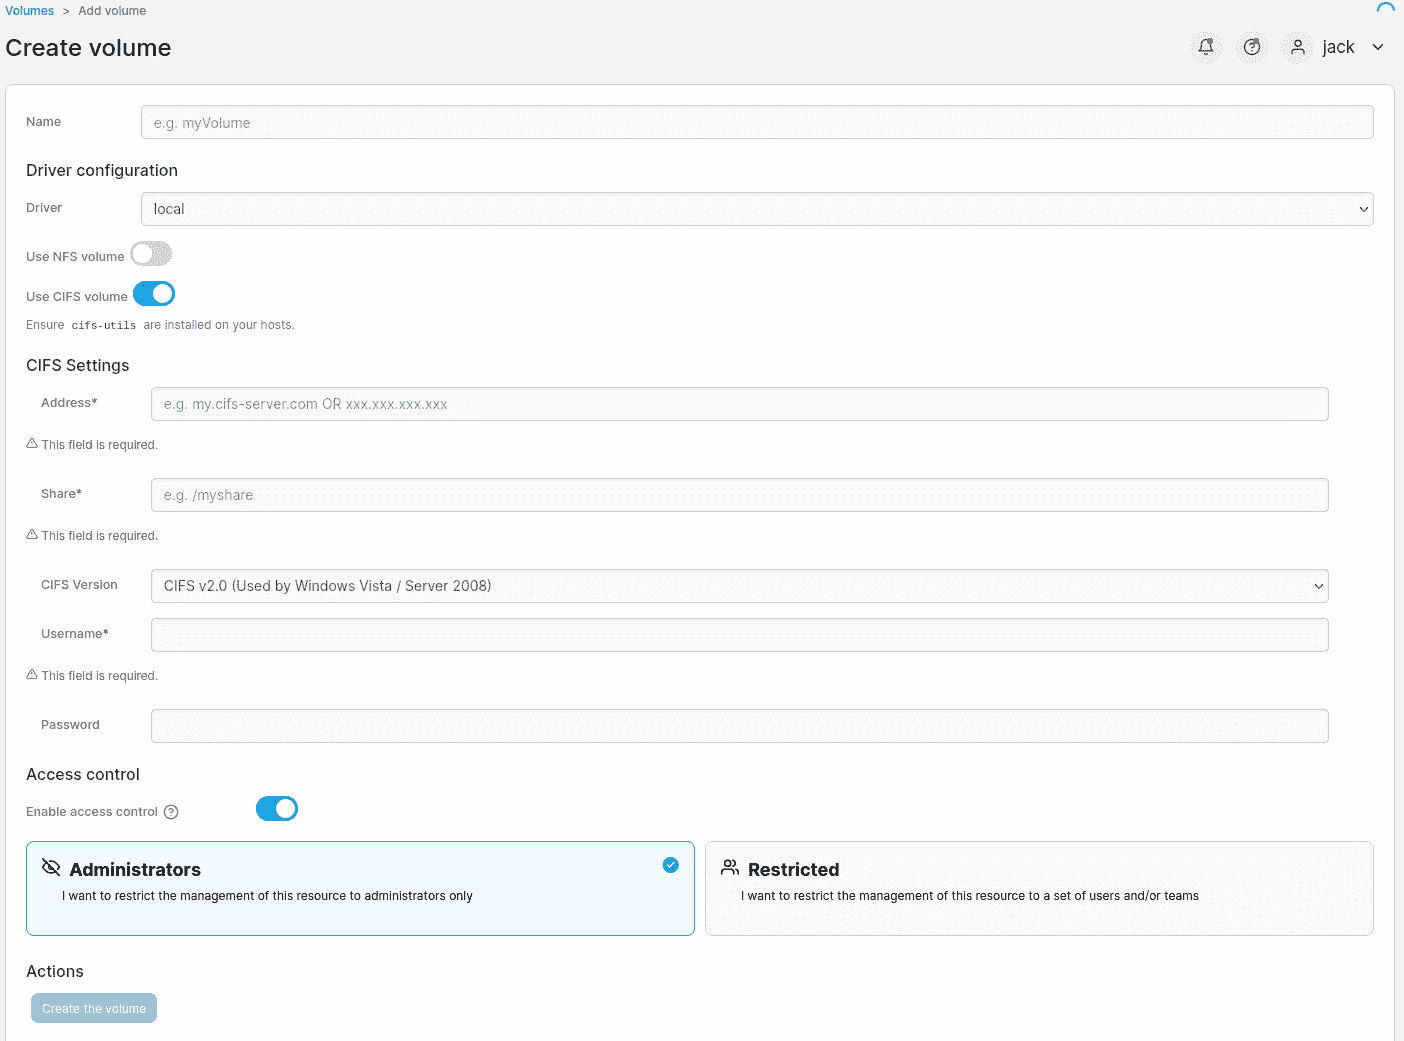 Volumes > Add volume
Create volume
jack
Name
e.g. myVolume
Driver configuration
Driver
local
Use NFS volume
Use CIFS volume
Ensure cifs-utils are installed on your hosts.
CIFS Settings
Address*
e.g. my.cifs-server.com OR xxx.xxx.xxx.xxx
This field is required.
Share*
e.g. /myshare
This field is required.
CIFS Version
CIFS v2.0 (Used by Windows Vista / Server 2008)
Username*
This field is required.
Password
Access control
Enable access control
Administrators
I want to restrict the management of this resource to administrators only
Restricted
I want to restrict the management of this resource to a set of users and/or teams
Actions
Create the volume